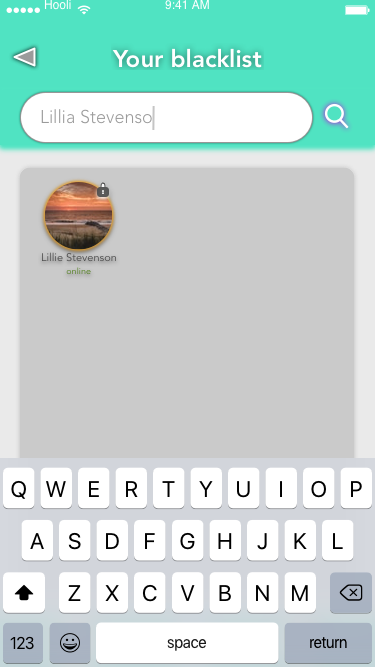 Hooli 9:41 AM
Your blacklist
Lillia Stevenso
Lillie Stevenson
online
Q W E R T Y U I O P
A S D F G H J K L
Z X C V B N M
123 space return